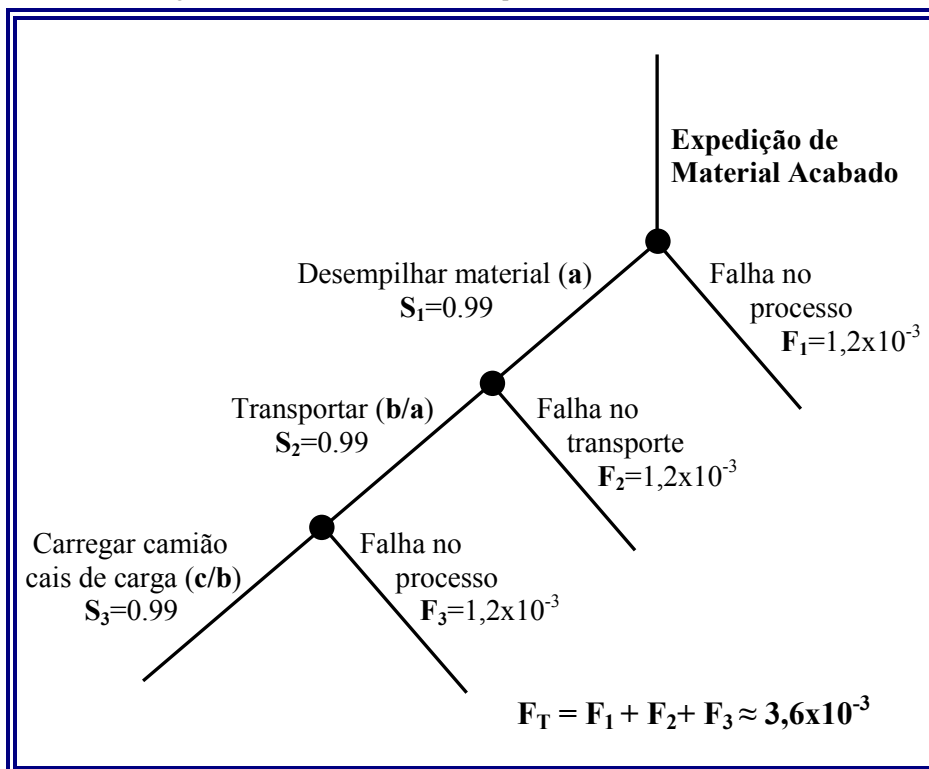 Expedição de
Material Acabado
Desempilhar material (a)
S₁=0.99
Falha no
processo
F₁=1,2x10⁻³
Transportar (b/a)
S₂=0.99
Falha no
transporte
F₂=1,2x10⁻³
Carregar camião
cais de carga (c/b)
S₃=0.99
Falha no
processo
F₃=1,2x10⁻³
F_T = F₁ + F₂+ F₃ ≈ 3,6x10⁻³